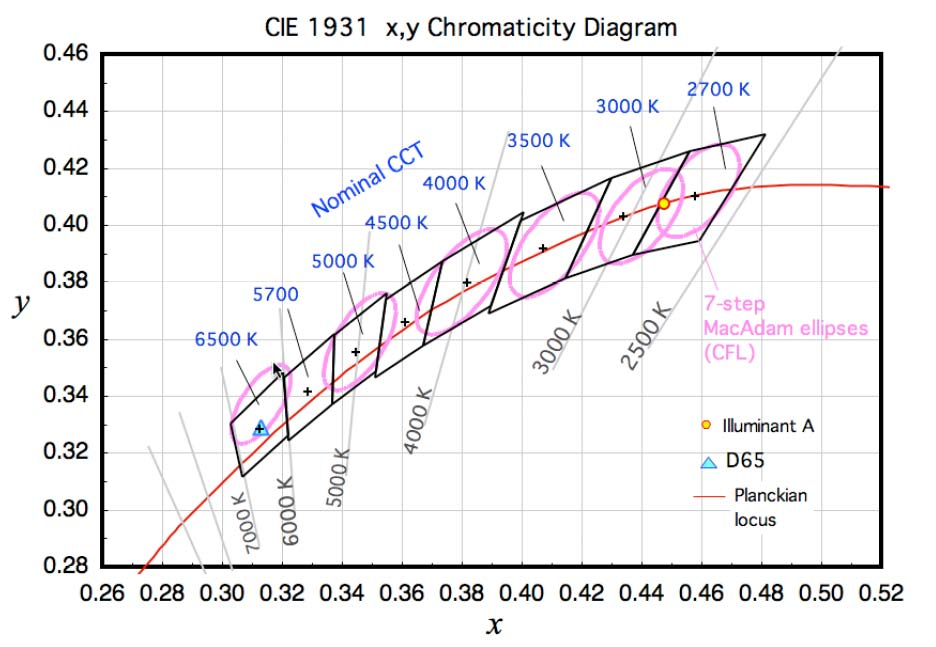 CIE 1931 x,y Chromaticity Diagram
0.46
0.44
0.42
0.40
0.38
0.36
0.34
0.32
0.30
0.28
y
2700 K
3000 K
3500 K
Nominal CCT
4000 K
4500 K
5000 K
5700
6500 K
7-step
MacAdam ellipses
(CFL)
2500 K
3000 K
4000 K
5000 K
6000 K
7000 K
Illuminant A
D65
Planckian
locus
0.26 0.28 0.30 0.32 0.34 0.36 0.38 0.40 0.42 0.44 0.46 0.48 0.50 0.52
x